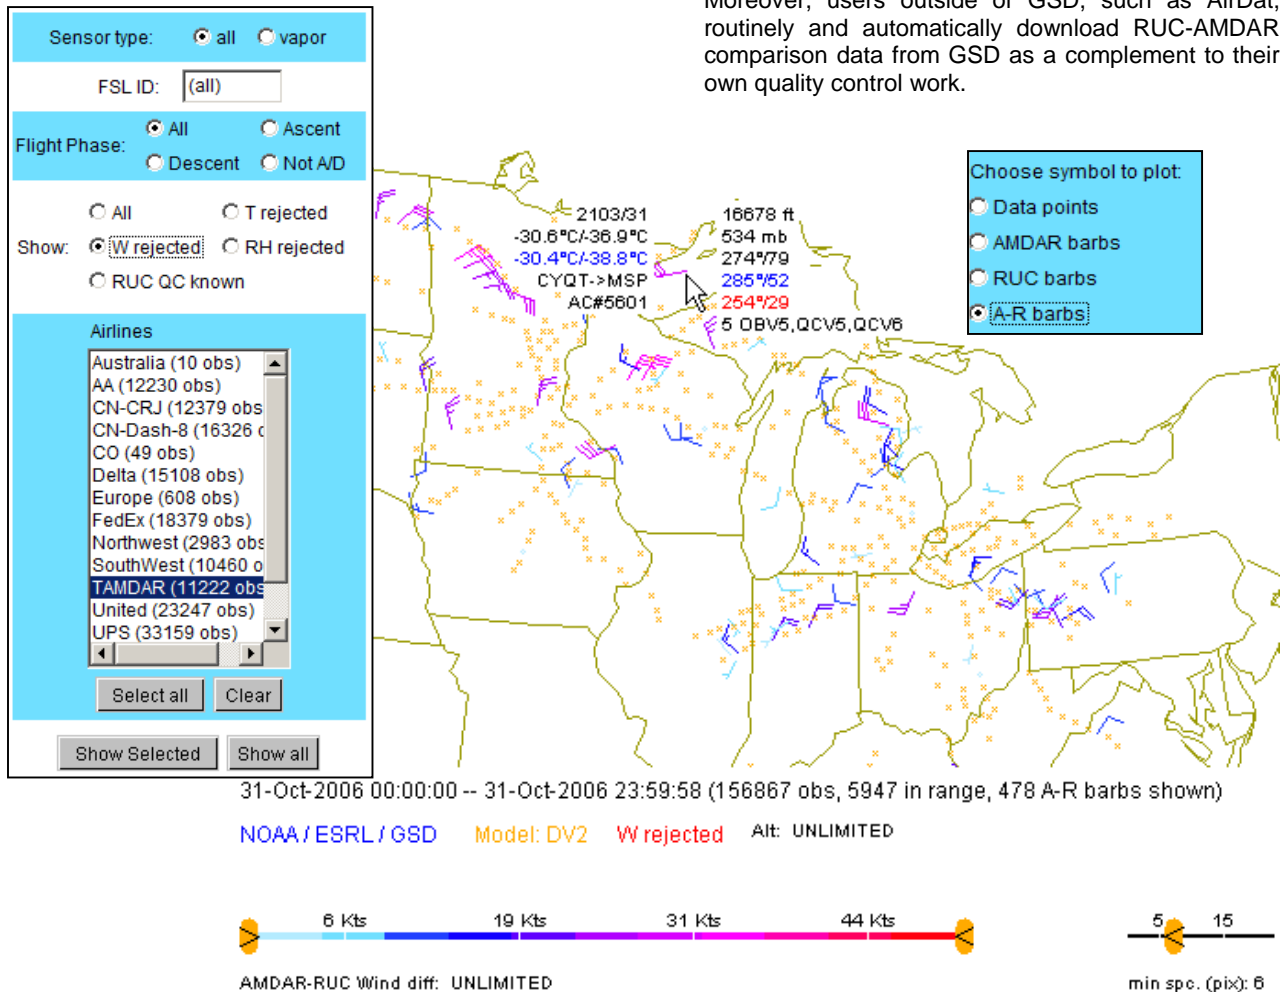 Moreover, users outside of GSD, such as AirDat,
routinely and automatically download RUC-AMDAR
comparison data from GSD as a complement to their
own quality control work.
Sensor type: all vapor
FSL ID: (all)
Flight Phase: All Ascent
Descent Not A/D
Show: All T rejected
W rejected RH rejected
RUC QC known
Airlines
Australia (10 obs)
AA (12230 obs)
CN-CRJ (12379 obs
CN-Dash-8 (16326 o
CO (49 obs)
Delta (15108 obs)
Europe (608 obs)
FedEx (18379 obs)
Northwest (2983 obs
SouthWest (10460 o
TAMDAR (11222 obs
United (23247 obs)
UPS (33159 obs)
Select all Clear
Show Selected Show all
2103/31 16678 ft
-30.6°C/-36.9°C 534 mb
-30.4°C/-38.8°C 274°/79
CYQT->MSP 285°/52
AC#5601 254°/29
5 OBV5,QCV5,QCV6
Choose symbol to plot:
Data points
AMDAR barbs
RUC barbs
A-R barbs
31-Oct-2006 00:00:00 -- 31-Oct-2006 23:59:58 (156867 obs, 5947 in range, 478 A-R barbs shown)
NOAA / ESRL / GSD Model: DV2 W rejected Alt: UNLIMITED
6 Kts 19 Kts 31 Kts 44 Kts 5 15
AMDAR-RUC Wind diff: UNLIMITED min spc. (pix): 6